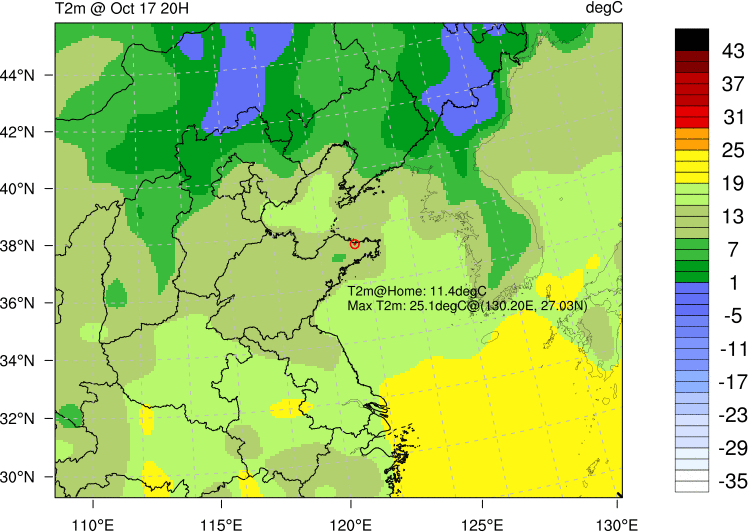 T2m @ Oct 17 20H
degC
44°N
42°N
40°N
38°N
36°N
34°N
32°N
30°N
T2m@Home: 11.4degC
Max T2m: 25.1degC@(130.20E, 27.03N)
110°E
115°E
120°E
125°E
130°E
43
37
31
25
19
13
7
1
-5
-11
-17
-23
-29
-35